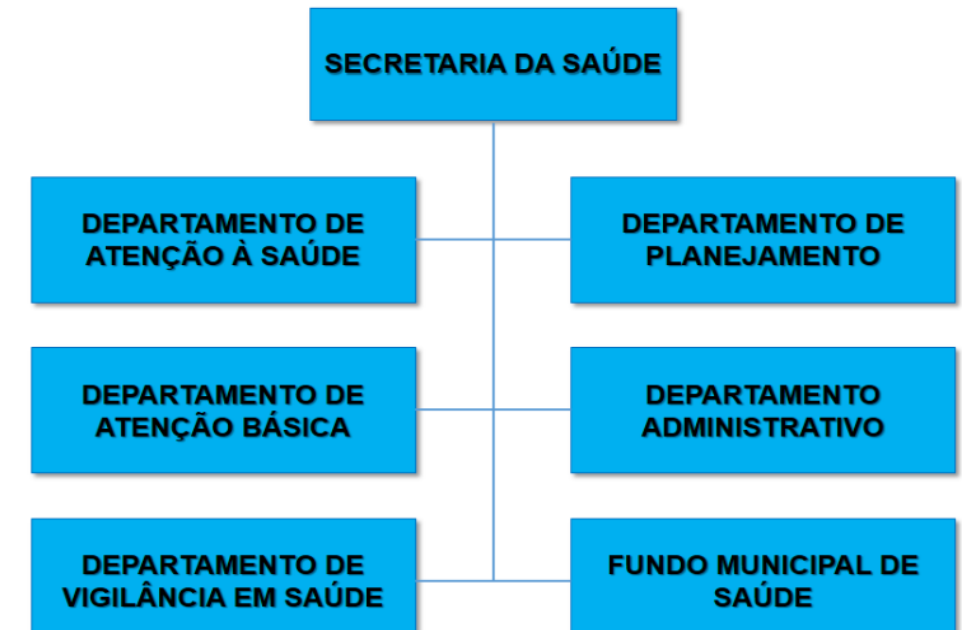 SECRETARIA DA SAÚDE
DEPARTAMENTO DE
ATENÇÃO À SAÚDE
DEPARTAMENTO DE
PLANEJAMENTO
DEPARTAMENTO DE
ATENÇÃO BÁSICA
DEPARTAMENTO
ADMINISTRATIVO
DEPARTAMENTO DE
VIGILÂNCIA EM SAÚDE
FUNDO MUNICIPAL DE
SAÚDE